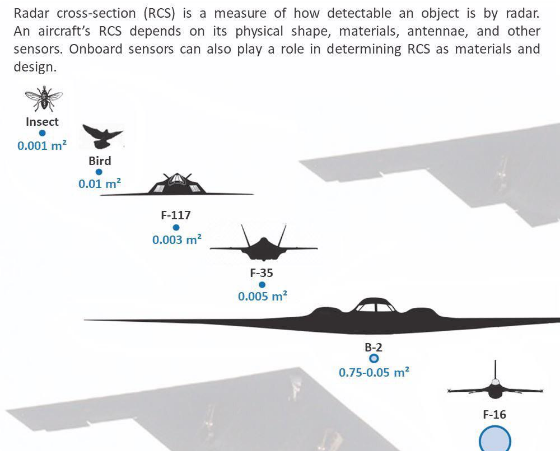 Radar cross-section (RCS) is a measure of how detectable an object is by radar.
An aircraft's RCS depends on its physical shape, materials, antennae, and other
sensors. Onboard sensors can also play a role in determining RCS as materials and
design.
Insect
0.001 m²
Bird
0.01 m²
F-117
0.003 m²
F-35
0.005 m²
B-2
0.75-0.05 m²
F-16